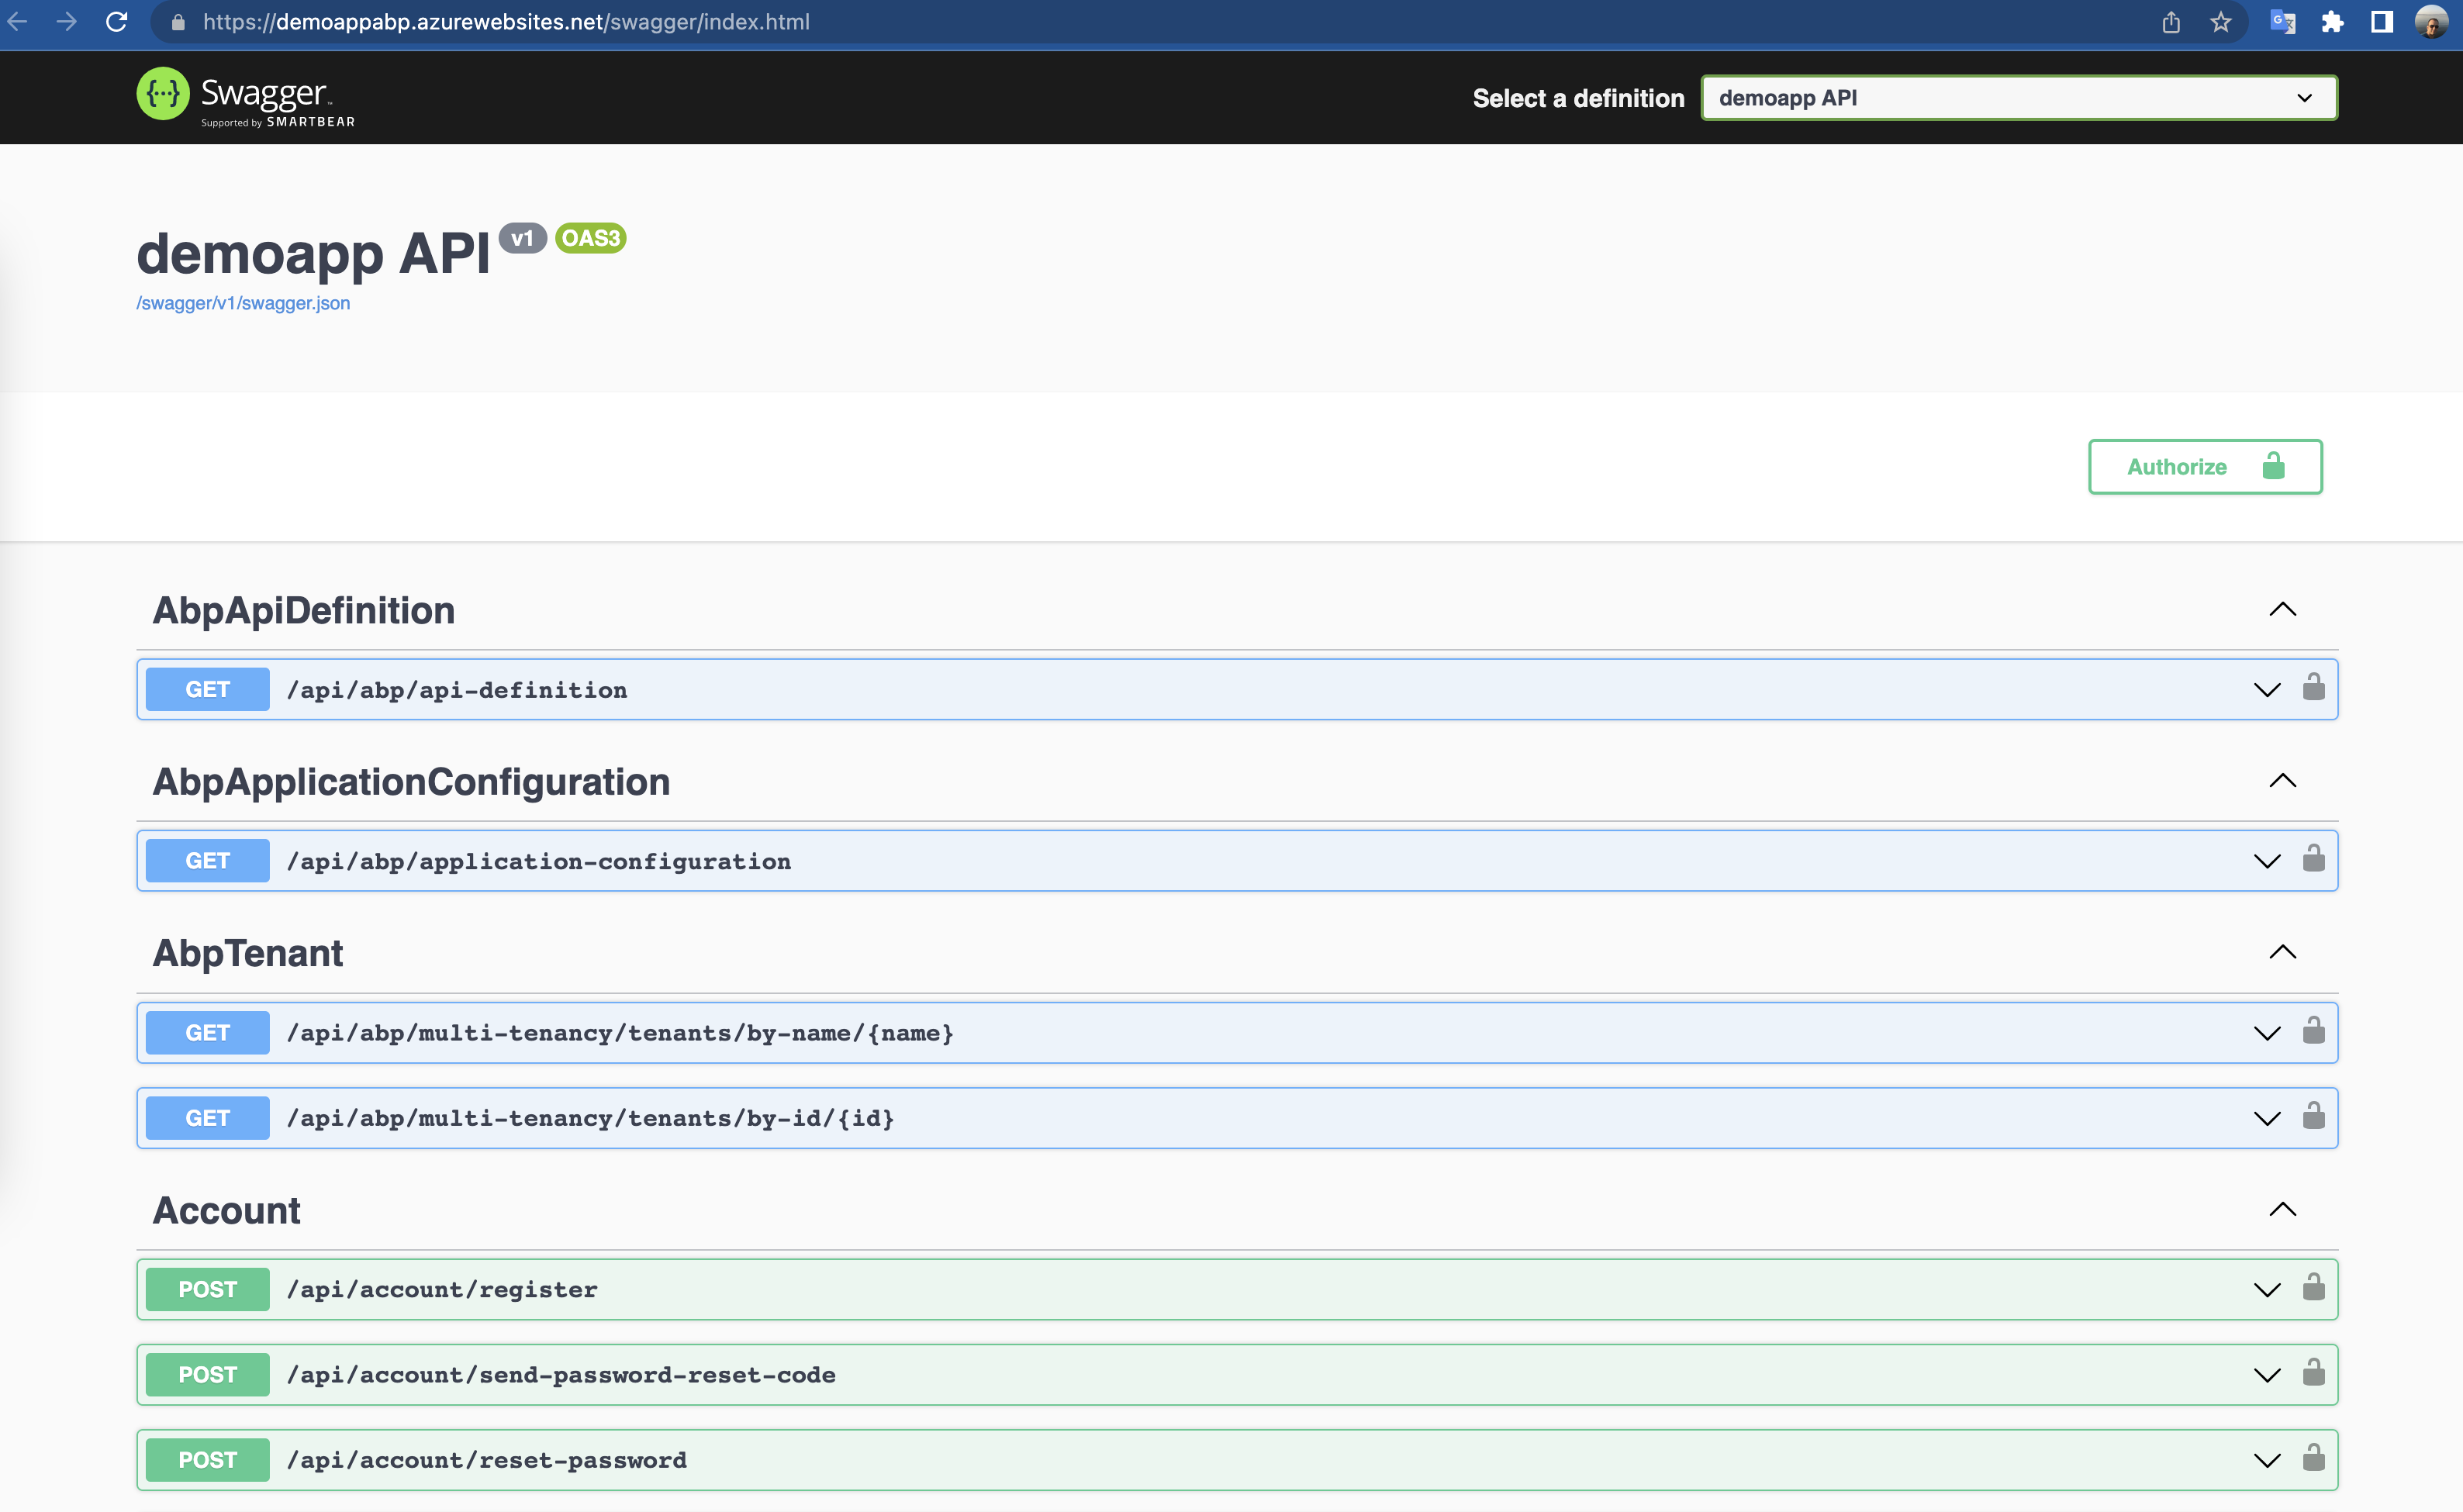 https://demoappabp.azurewebsites.net/swagger/index.html
{···} Swagger™
Supported by SMARTBEAR
Select a definition
demoapp API
demoapp API v1 OAS3
/swagger/v1/swagger.json
Authorize
AbpApiDefinition
GET /api/abp/api-definition
AbpApplicationConfiguration
GET /api/abp/application-configuration
AbpTenant
GET /api/abp/multi-tenancy/tenants/by-name/{name}
GET /api/abp/multi-tenancy/tenants/by-id/{id}
Account
POST /api/account/register
POST /api/account/send-password-reset-code
POST /api/account/reset-password